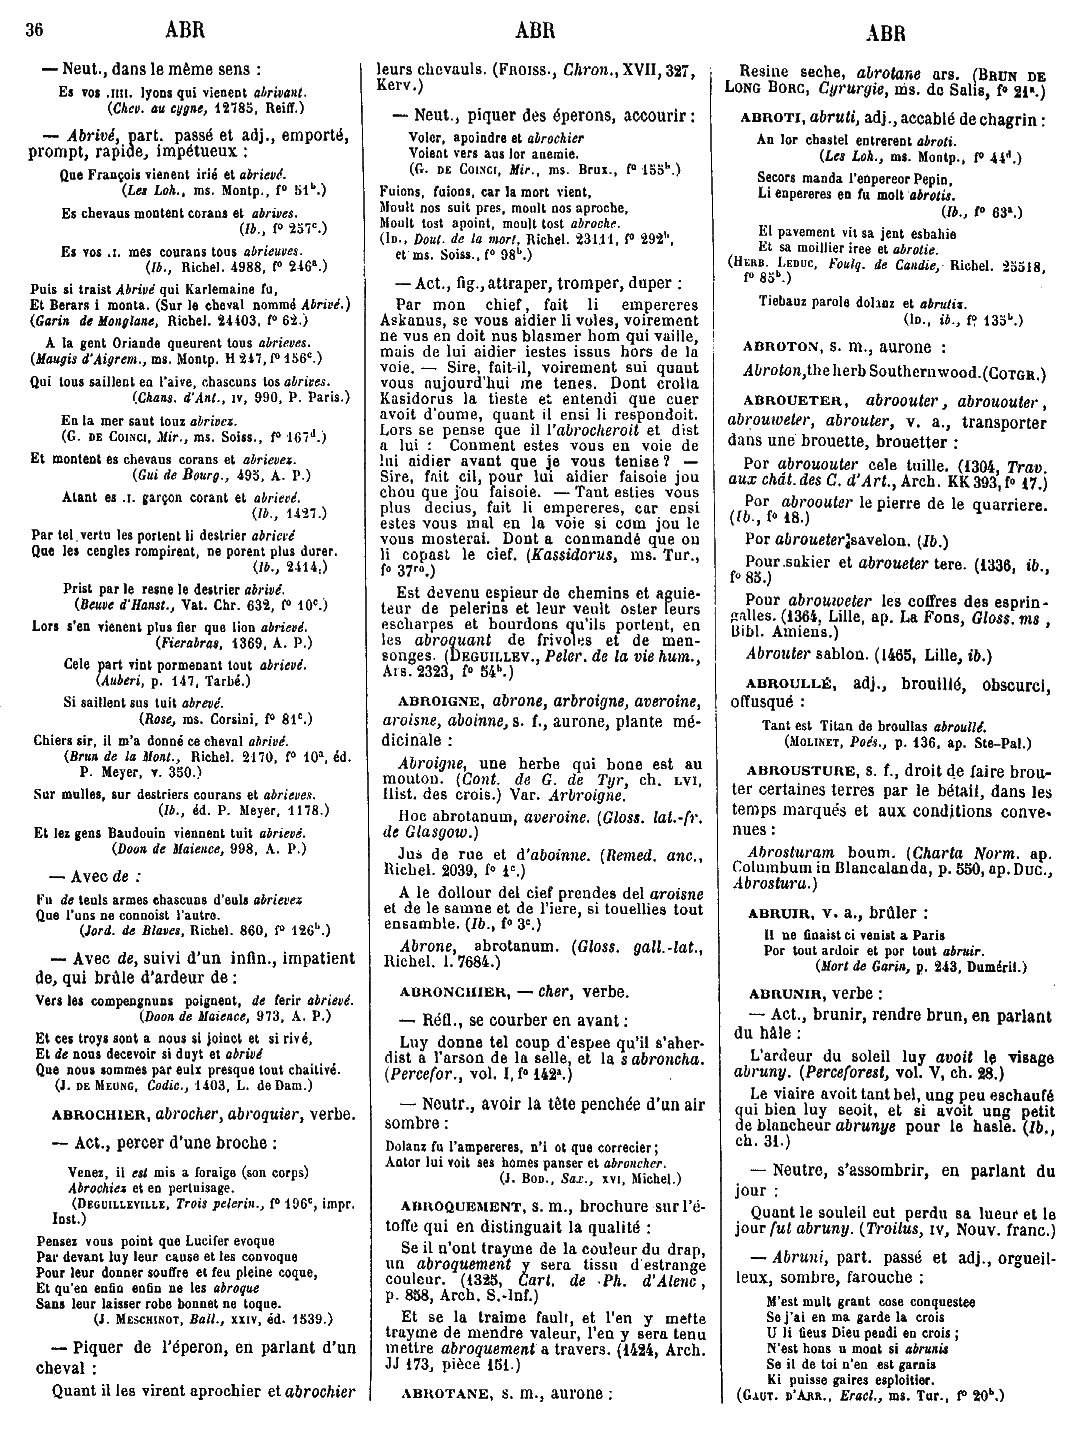 36
ABR
ABR
ABR
— Neut., dans le même sens :
Es vos .IIII. lyons qui vienent abrivant.
(Chev. au cygne, 12785, Reiff.)
— Abrivé, part. passé et adj., emporté,
prompt, rapide, impétueux :
Que François vienent irié et abrievé.
(Les Loh., ms. Montp., f° 51ᵇ.)
Es chevaus montent corans et abrives.
(Ib., f° 257ᶜ.)
Es vos .I. mes courans tous abrieuves.
(Ib., Richel. 4988, f° 246ᵃ.)
Puis si traist Abrivé qui Karlemaine fu,
Et Berars i monta. (Sur le cheval nommé Abrivé.)
(Garin de Monglane, Richel. 24403, f° 62.)
A la gent Oriande queurent tous abrieves.
(Maugis d'Aigrem., ms. Montp. H 247, f° 156ᶜ.)
Qui tous saillent en l'aive, chascuns tos abrives.
(Chans. d'Ant., IV, 990, P. Paris.)
En la mer saut touz abrivez.
(G. DE COINCI, Mir., ms. Soiss., f° 167ᵈ.)
Et montent es chevaus corans et abrievez.
(Gui de Bourg., 495, A. P.)
Atant es .I. garçon corant et abrievé.
(Ib., 1427.)
Par tel vertu les portent li destrier abrievé
Que les cengles rompirent, ne porent plus durer.
(Ib., 2414.)
Prist par le resne le destrier abrivé.
(Beuve d'Hanst., Vat. Chr. 632, f° 10ᶜ.)
Lors s'en vienent plus fier que lion abrievé.
(Fierabras, 1369, A. P.)
Cele part vint pormenant tout abrievé.
(Auberi, p. 147, Tarbé.)
Si saillent sus tuit abrevé.
(Rose, ms. Corsini, f° 81ᶜ.)
Chiers sir, il m'a donné ce cheval abrivé.
(Brun de la Mont., Richel. 2170, f° 10ᵃ, éd.
P. Meyer, v. 350.)
Sur mulles, sur destriers courans et abrieves.
(Ib., éd. P. Meyer, 1178.)
Et lez gens Baudouin viennent tuit abrievé.
(Doon de Maience, 998, A. P.)
— Avec de :
Fu de teuls armes chascuns d'euls abrievez
Que l'uns ne connoist l'autre.
(Jord. de Blaves, Richel. 860, f° 126ᵇ.)
— Avec de, suivi d'un infin., impatient
de, qui brûle d'ardeur de :
Vers les compengnuns poignent, de ferir abrievé.
(Doon de Maience, 973, A. P.)
Et ces troys sont a nous si joinct et si rivé,
Et de nous decevoir si duyt et abrivé
Que nous sommes par eulx presque tout chaitivé.
(J. DE MEUNG, Codic., 1403, L. de Dam.)
ABROCHIER, abrocher, abroquier, verbe.
— Act., percer d'une broche :
Venez, il est mis a foraige (son corps)
Abrochiez et en pertuisage.
(DEGUILLEVILLE, Trois pelerin., f° 196ᶜ, impr.
Inst.)
Pensez vous point que Lucifer evoque
Par devant luy leur cause et les convoque
Pour leur donner souffre et feu pleine coque,
Et qu'en enfin enfin ne les abroque
Sans leur laisser robe bonnet ne toque.
(J. MESCHINOT, Ball., XXIV, éd. 1539.)
— Piquer de l'éperon, en parlant d'un
cheval :
Quant il les virent aprochier et abrochier
leurs chevauls. (FROISS., Chron., XVII, 327,
Kerv.)
— Neut., piquer des éperons, accourir :
Voler, apoindre et abrochier
Voient vers aus lor anemie.
(G. DE COINCI, Mir., ms. Brux., f° 155ᵇ.)
Fuions, fuions, car la mort vient,
Moult nos suit pres, moult nos aproche,
Moult tost apoint, moult tost abroche.
(ID., Dout. de la mort, Richel. 23111, f° 292ᵇ,
et ms. Soiss., f° 98ᵇ.)
— Act., fig., attraper, tromper, duper :
Par mon chief, fait li empereres
Askanus, se vous aidier li voles, voirement
ne vus en doit nus blasmer hom qui vaille,
mais de lui aidier iestes issus hors de la
voie. — Sire, fait-il, voirement sui quant
vous aujourd'hui me tenes. Dont crolla
Kasidorus la tieste et entendi que cuer
avoit d'oume, quant il ensi li respondoit.
Lors se pense que il l'abrocheroit et dist
a lui : Conment estes vous en voie de
lui aidier avant que je vous tenise ? —
Sire, fait cil, pour lui aidier faisoie jou
chou que j'ou faisoie. — Tant esties vous
plus decius, fait li empereres, car ensi
estes vous mal en la voie si com jou le
vous mosterai. Dont a conmandé que on
li copast le cief. (Kassidorus, ms. Tur.,
f° 37ʳᵒ.)
Est devenu espieur de chemins et aguie-
teur de pelerins et leur veult oster leurs
escharpes et bourdons qu'ils portent, en
les abroquant de frivoles et de men-
songes. (DEGUILLEV., Peler. de la vie hum.,
Ars. 2323, f° 54ᵇ.)
ABROIGNE, abrone, arbroigne, averoine,
aroisne, aboinne, s. f., aurone, plante mé-
dicinale :
Abroigne, une herbe qui bone est au
mouton. (Cont. de G. de Tyr, ch. LVI,
Hist. des crois.) Var. Arbroigne.
Hoc abrotanum, averoine. (Gloss. lat.-fr.
de Glasgow.)
Jus de rue et d'aboinne. (Remed. anc.,
Richel. 2039, f° 1ᶜ.)
A le dollour del cief prendes del aroisne
et de le samne et de l'iere, si touellies tout
ensamble. (Ib., f° 3ᶜ.)
Abrone, abrotanum. (Gloss. gall.-lat.,
Richel. l. 7684.)
ABRONCHIER, — cher, verbe.
— Réfl., se courber en avant :
Luy donne tel coup d'espee qu'il s'aher-
dist a l'arson de la selle, et la s abroncha.
(Percefor., vol. I, f° 142ᵃ.)
— Neutr., avoir la tête penchée d'un air
sombre :
Dolanz fu l'ampereres, n'i ot que correcier ;
Antor lui voit ses homes panser et abroncher.
(J. BOD., Sax., XVI, Michel.)
ABROQUEMENT, s. m., brochure sur l'é-
toffe qui en distinguait la qualité :
Se il n'ont trayme de la couleur du drap,
un abroquement y sera tissu d'estrange
couleur. (1325, Cart. de Ph. d'Alenc,
p. 858, Arch. S.-Inf.)
Et se la traime fault, et l'en y mette
trayme de mendre valeur, l'en y sera tenu
mettre abroquement a travers. (1424, Arch.
JJ 173, pièce 151.)
ABROTANE, s. m., aurone :
Resine seche, abrotane ars. (BRUN DE
LONG BORC, Cyrurgie, ms. de Salis, f° 21ᵃ.)
ABROTI, abruti, adj., accablé de chagrin :
An lor chastel entrerent abroti.
(Les Loh., ms. Montp., f° 44ᵈ.)
Secors manda l'enpereor Pepin,
Li enpereres en fu molt abrotis.
(Ib., f° 63ᵃ.)
El pavement vit sa jent esbahie
Et sa moillier iree et abrotie.
(HERB. LEDUC, Foulq. de Candie, Richel. 25518,
f° 85ᵇ.)
Tiebauz parole dolanz et abrutiz.
(ID., ib., f° 135ᵇ.)
ABROTON, s. m., aurone :
Abroton, the herb Southernwood. (COTGR.)
ABROUETER, abroouter, abrououter,
abrouweter, abrouter, v. a., transporter
dans une brouette, brouetter :
Por abrououter cele tuille. (1304, Trav.
aux chât. des C. d'Art., Arch. KK 393, f° 17.)
Por abroouter le pierre de le quarriere.
(Ib., f° 18.)
Por abroueter savelon. (Ib.)
Pour sakier et abroueter tere. (1336, ib.,
f° 85.)
Pour abrouweter les coffres des esprin-
galles. (1364, Lille, ap. La Fons, Gloss. ms,
Bibl. Amiens.)
Abrouter sablon. (1465, Lille, ib.)
ABROULLÉ, adj., brouillé, obscurci,
offusqué :
Tant est Titan de broullas abroullé.
(MOLINET, Poés., p. 136, ap. Ste-Pal.)
ABROUSTURE, s. f., droit de faire brou-
ter certaines terres par le bétail, dans les
temps marqués et aux conditions conve-
nues :
Abrosturam boum. (Charta Norm. ap.
Columbum in Blancalanda, p. 550, ap. Duc.,
Abrostura.)
ABRUIR, v. a., brûler :
Il ne finaist ci venist a Paris
Por tout ardoir et por tout abruir.
(Mort de Garin, p. 243, Duméril.)
ABRUNIR, verbe :
— Act., brunir, rendre brun, en parlant
du hâle :
L'ardeur du soleil luy avoit le visage
abruny. (Perceforest, vol. V, ch. 28.)
Le viaire avoit tant bel, ung peu eschaufé
qui bien luy seoit, et si avoit ung petit
de blancheur abrunye pour le hasle. (Ib.,
ch. 31.)
— Neutre, s'assombrir, en parlant du
jour :
Quant le souleil cut perdu sa lueur et le
jour fut abruny. (Troilus, IV, Nouv. franc.)
— Abruni, part. passé et adj., orgueil-
leux, sombre, farouche :
M'est mult grant cose conquestee
Se j'ai en ma garde la crois
U li fieus Dieu pendi en crois ;
N'est hons u mont si abrunis
Se il de toi n'en est garnis
Ki puisse gaires esploitier.
(GAUT. D'ARR., Eracl., ms. Tur., f° 20ᵇ.)